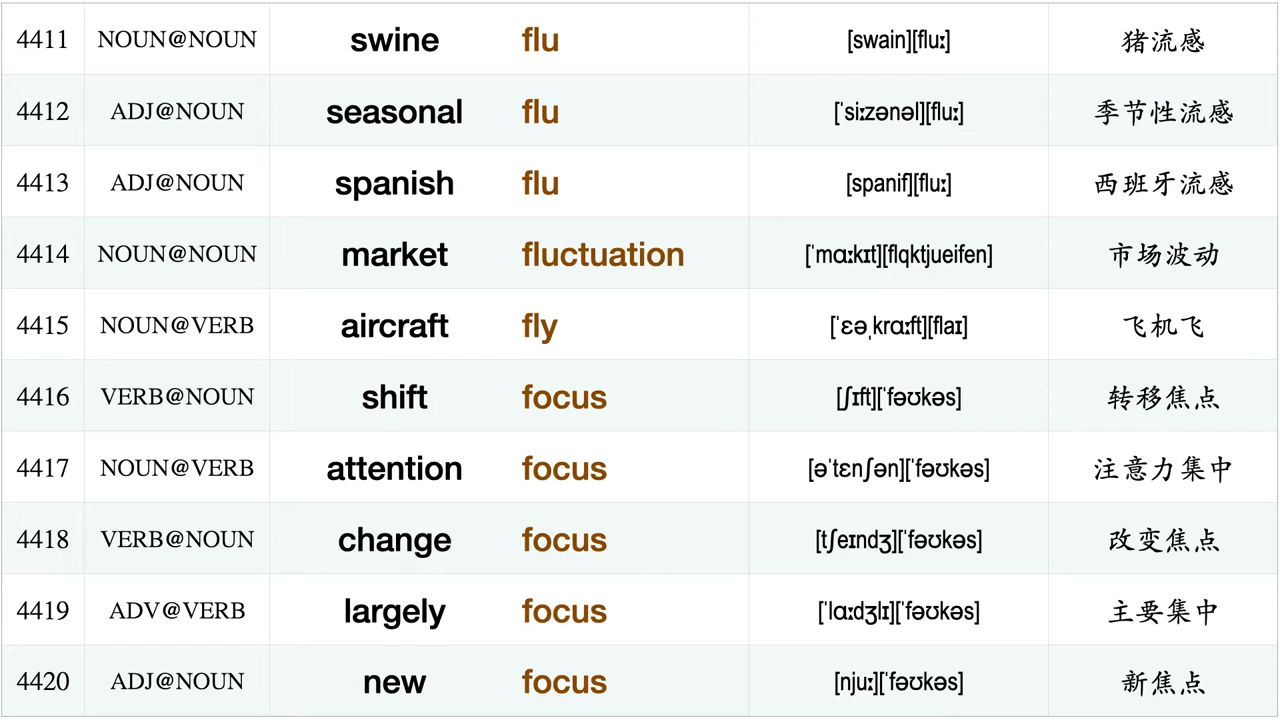 4411 NOUN@NOUN swine flu [swain][fluː] 猪流感
4412 ADJ@NOUN seasonal flu [ˈsiːzənəl][fluː] 季节性流感
4413 ADJ@NOUN spanish flu [spanif][fluː] 西班牙流感
4414 NOUN@NOUN market fluctuation [ˈmɑːkɪt][flqktjueifen] 市场波动
4415 NOUN@VERB aircraft fly [ˈɛəˌkrɑːft][flaɪ] 飞机飞
4416 VERB@NOUN shift focus [ʃɪft][ˈfəʊkəs] 转移焦点
4417 NOUN@VERB attention focus [əˈtɛnʃən][ˈfəʊkəs] 注意力集中
4418 VERB@NOUN change focus [tʃeɪndʒ][ˈfəʊkəs] 改变焦点
4419 ADV@VERB largely focus [ˈlɑːdʒlɪ][ˈfəʊkəs] 主要集中
4420 ADJ@NOUN new focus [njuː][ˈfəʊkəs] 新焦点